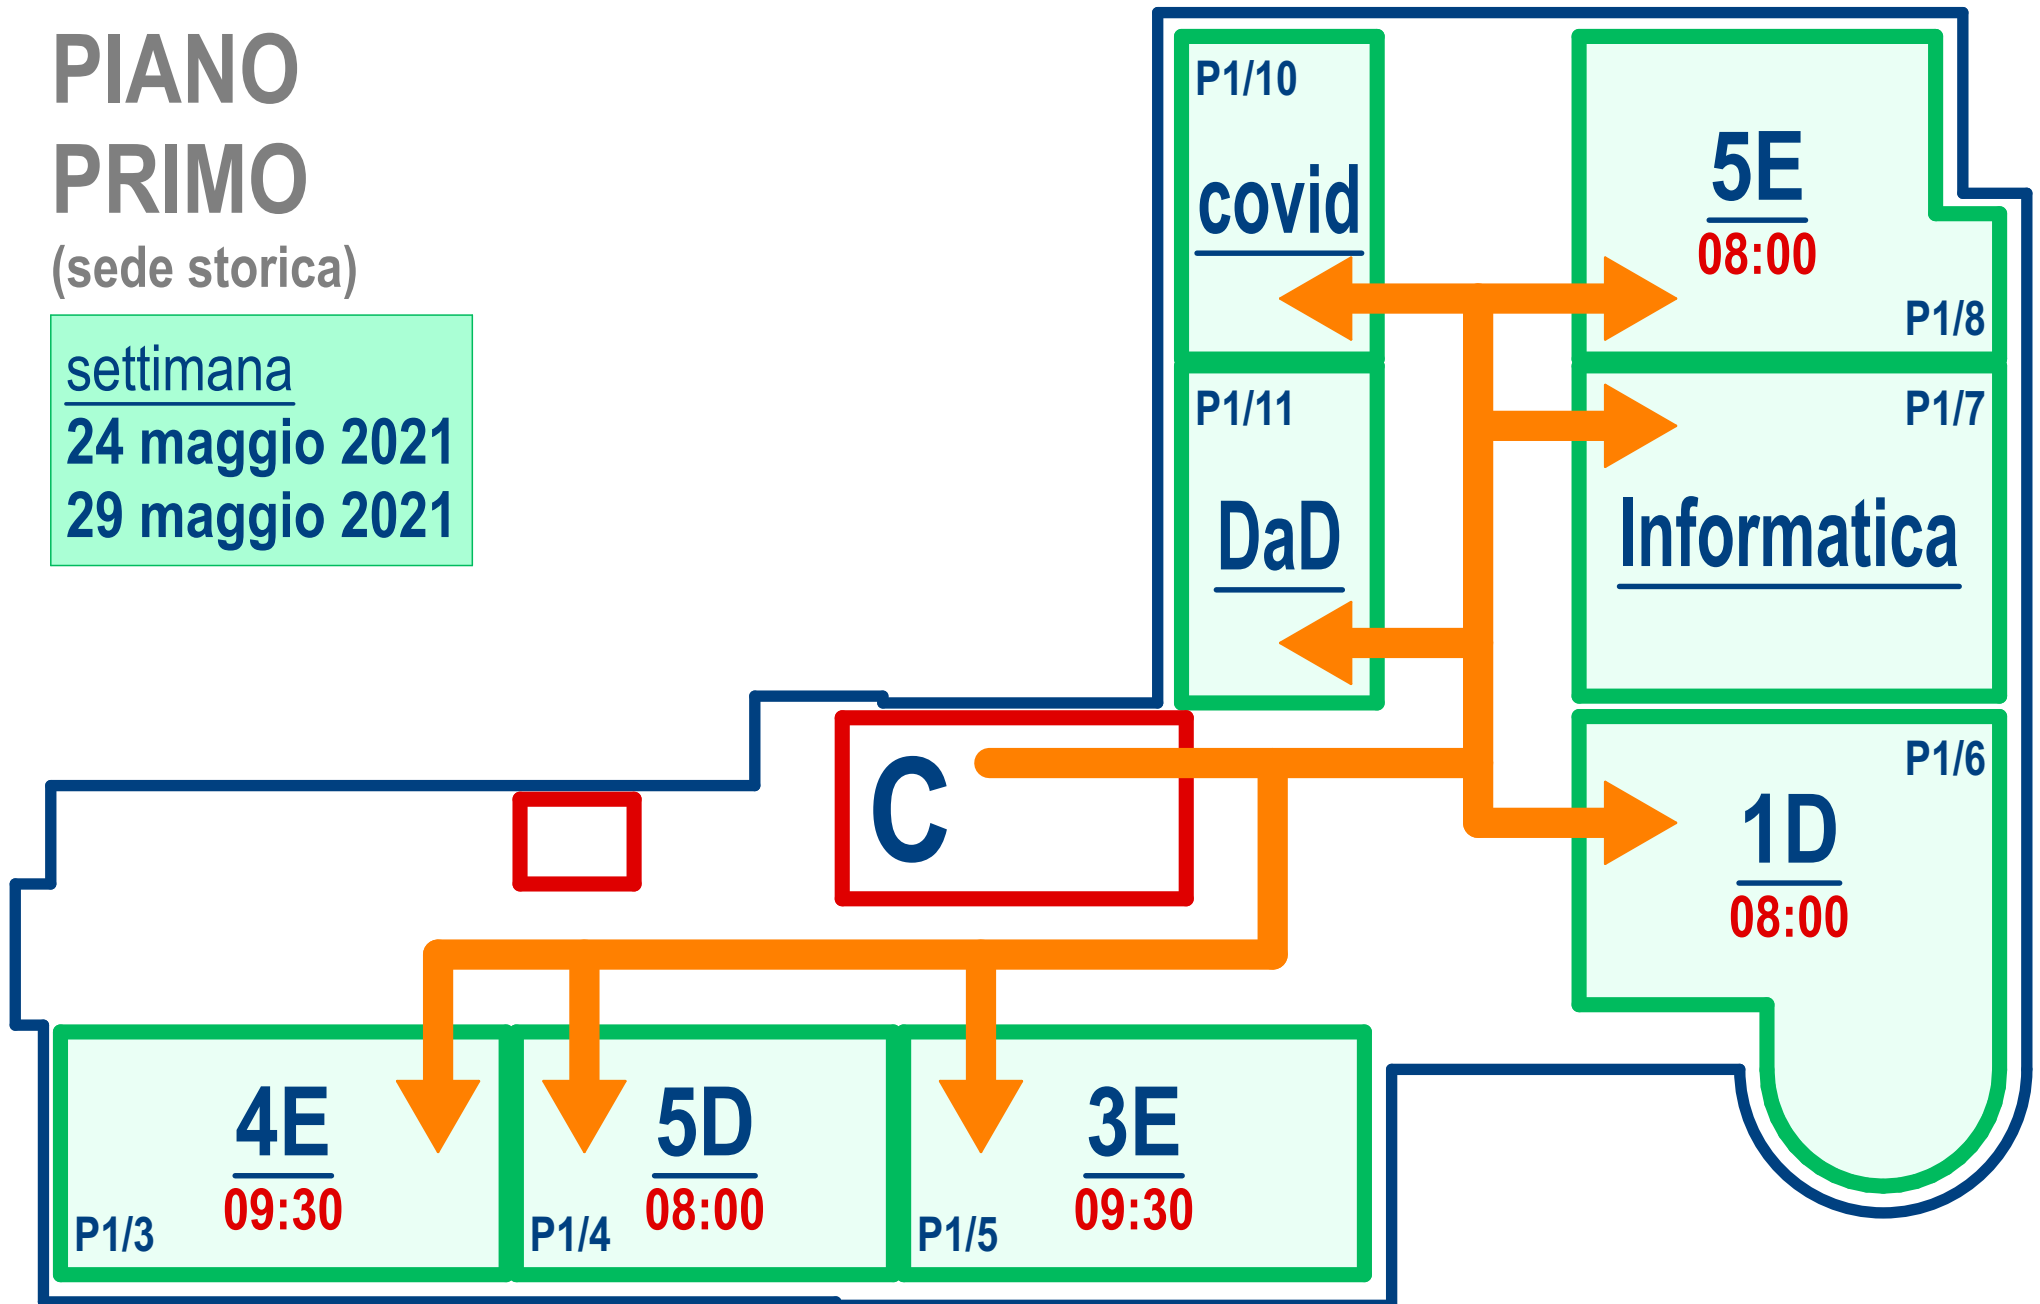 PIANO
PRIMO
(sede storica)
settimana
24 maggio 2021
29 maggio 2021
P1/10
covid
5E
08:00
P1/8
P1/11
DaD
P1/7
Informatica
C
P1/6
1D
08:00
4E
09:30
P1/3
5D
08:00
P1/4
3E
09:30
P1/5